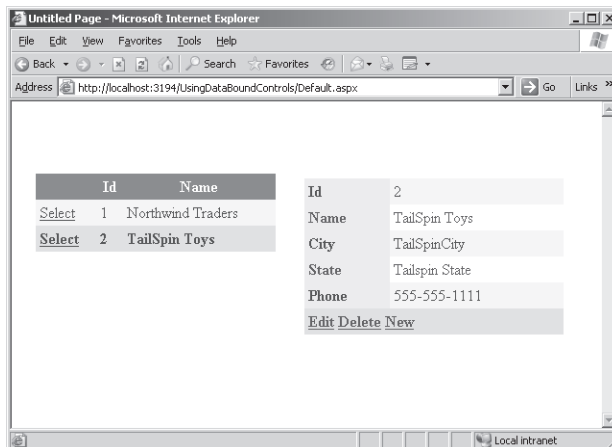 Untitled Page - Microsoft Internet Explorer
File Edit View Favorites Tools Help
Back Search Favorites
Address http://localhost:3194/UsingDataBoundControls/Default.aspx Go Links »
Id Name
Select 1 Northwind Traders
Select 2 TailSpin Toys
Id 2
Name TailSpin Toys
City TailSpinCity
State Tailspin State
Phone 555-555-1111
Edit Delete New
Local intranet